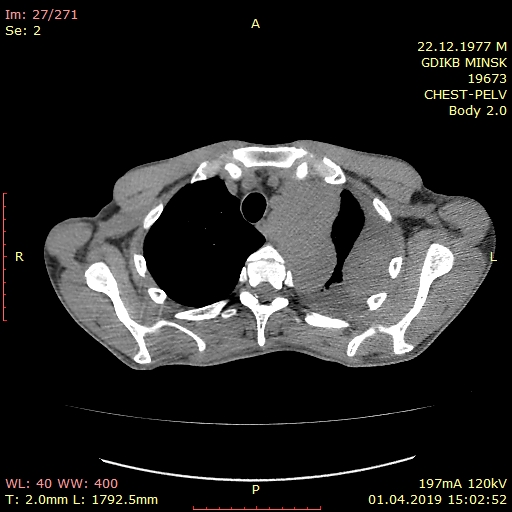 Im: 27/271
Se: 2
A
22.12.1977 M
GDIKB MINSK
19673
CHEST-PELV
Body 2.0
R
L
WL: 40 WW: 400
T: 2.0mm L: 1792.5mm
P
197mA 120kV
01.04.2019 15:02:52